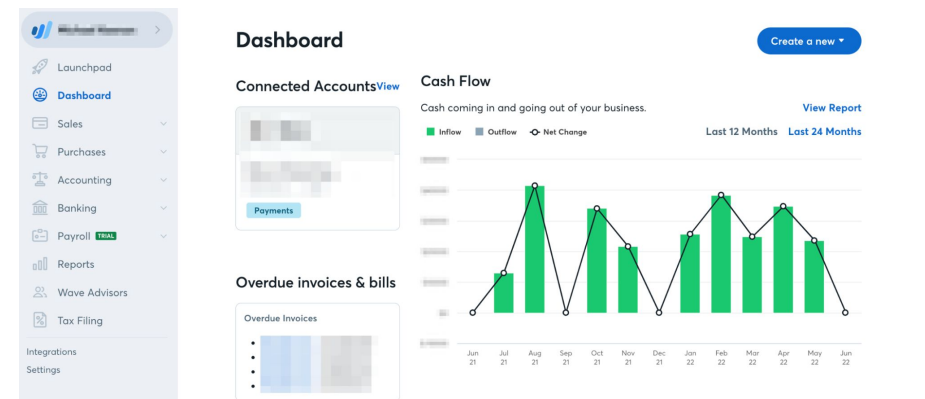 Launchpad
Dashboard
Sales
Purchases
Accounting
Banking
Payroll TRIAL
Reports
Wave Advisors
Tax Filing
Integrations
Settings
Dashboard
Create a new
Connected Accounts View
Payments
Overdue invoices & bills
Overdue Invoices
Cash Flow
Cash coming in and going out of your business.
View Report
Inflow Outflow Net Change
Last 12 Months Last 24 Months
Jun Jul Aug Sep Oct Nov Dec Jan Feb Mar Apr May Jun
21 21 21 21 21 21 21 22 22 22 22 22 22